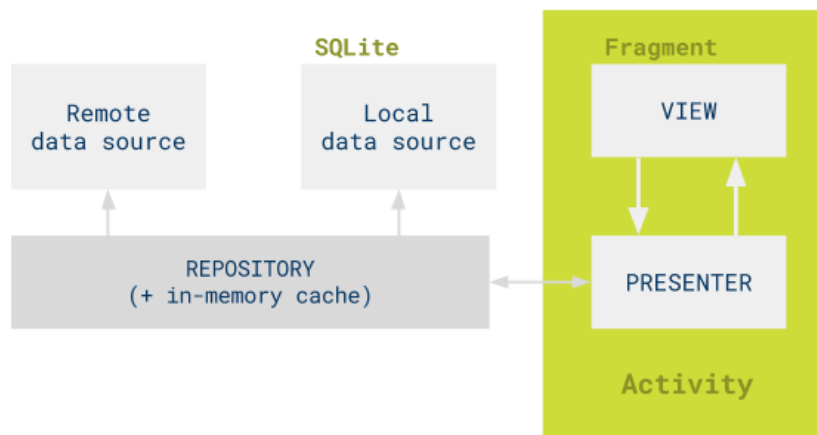 SQLite
Fragment
Remote
data source
Local
data source
VIEW
REPOSITORY
(+ in-memory cache)
PRESENTER
Activity